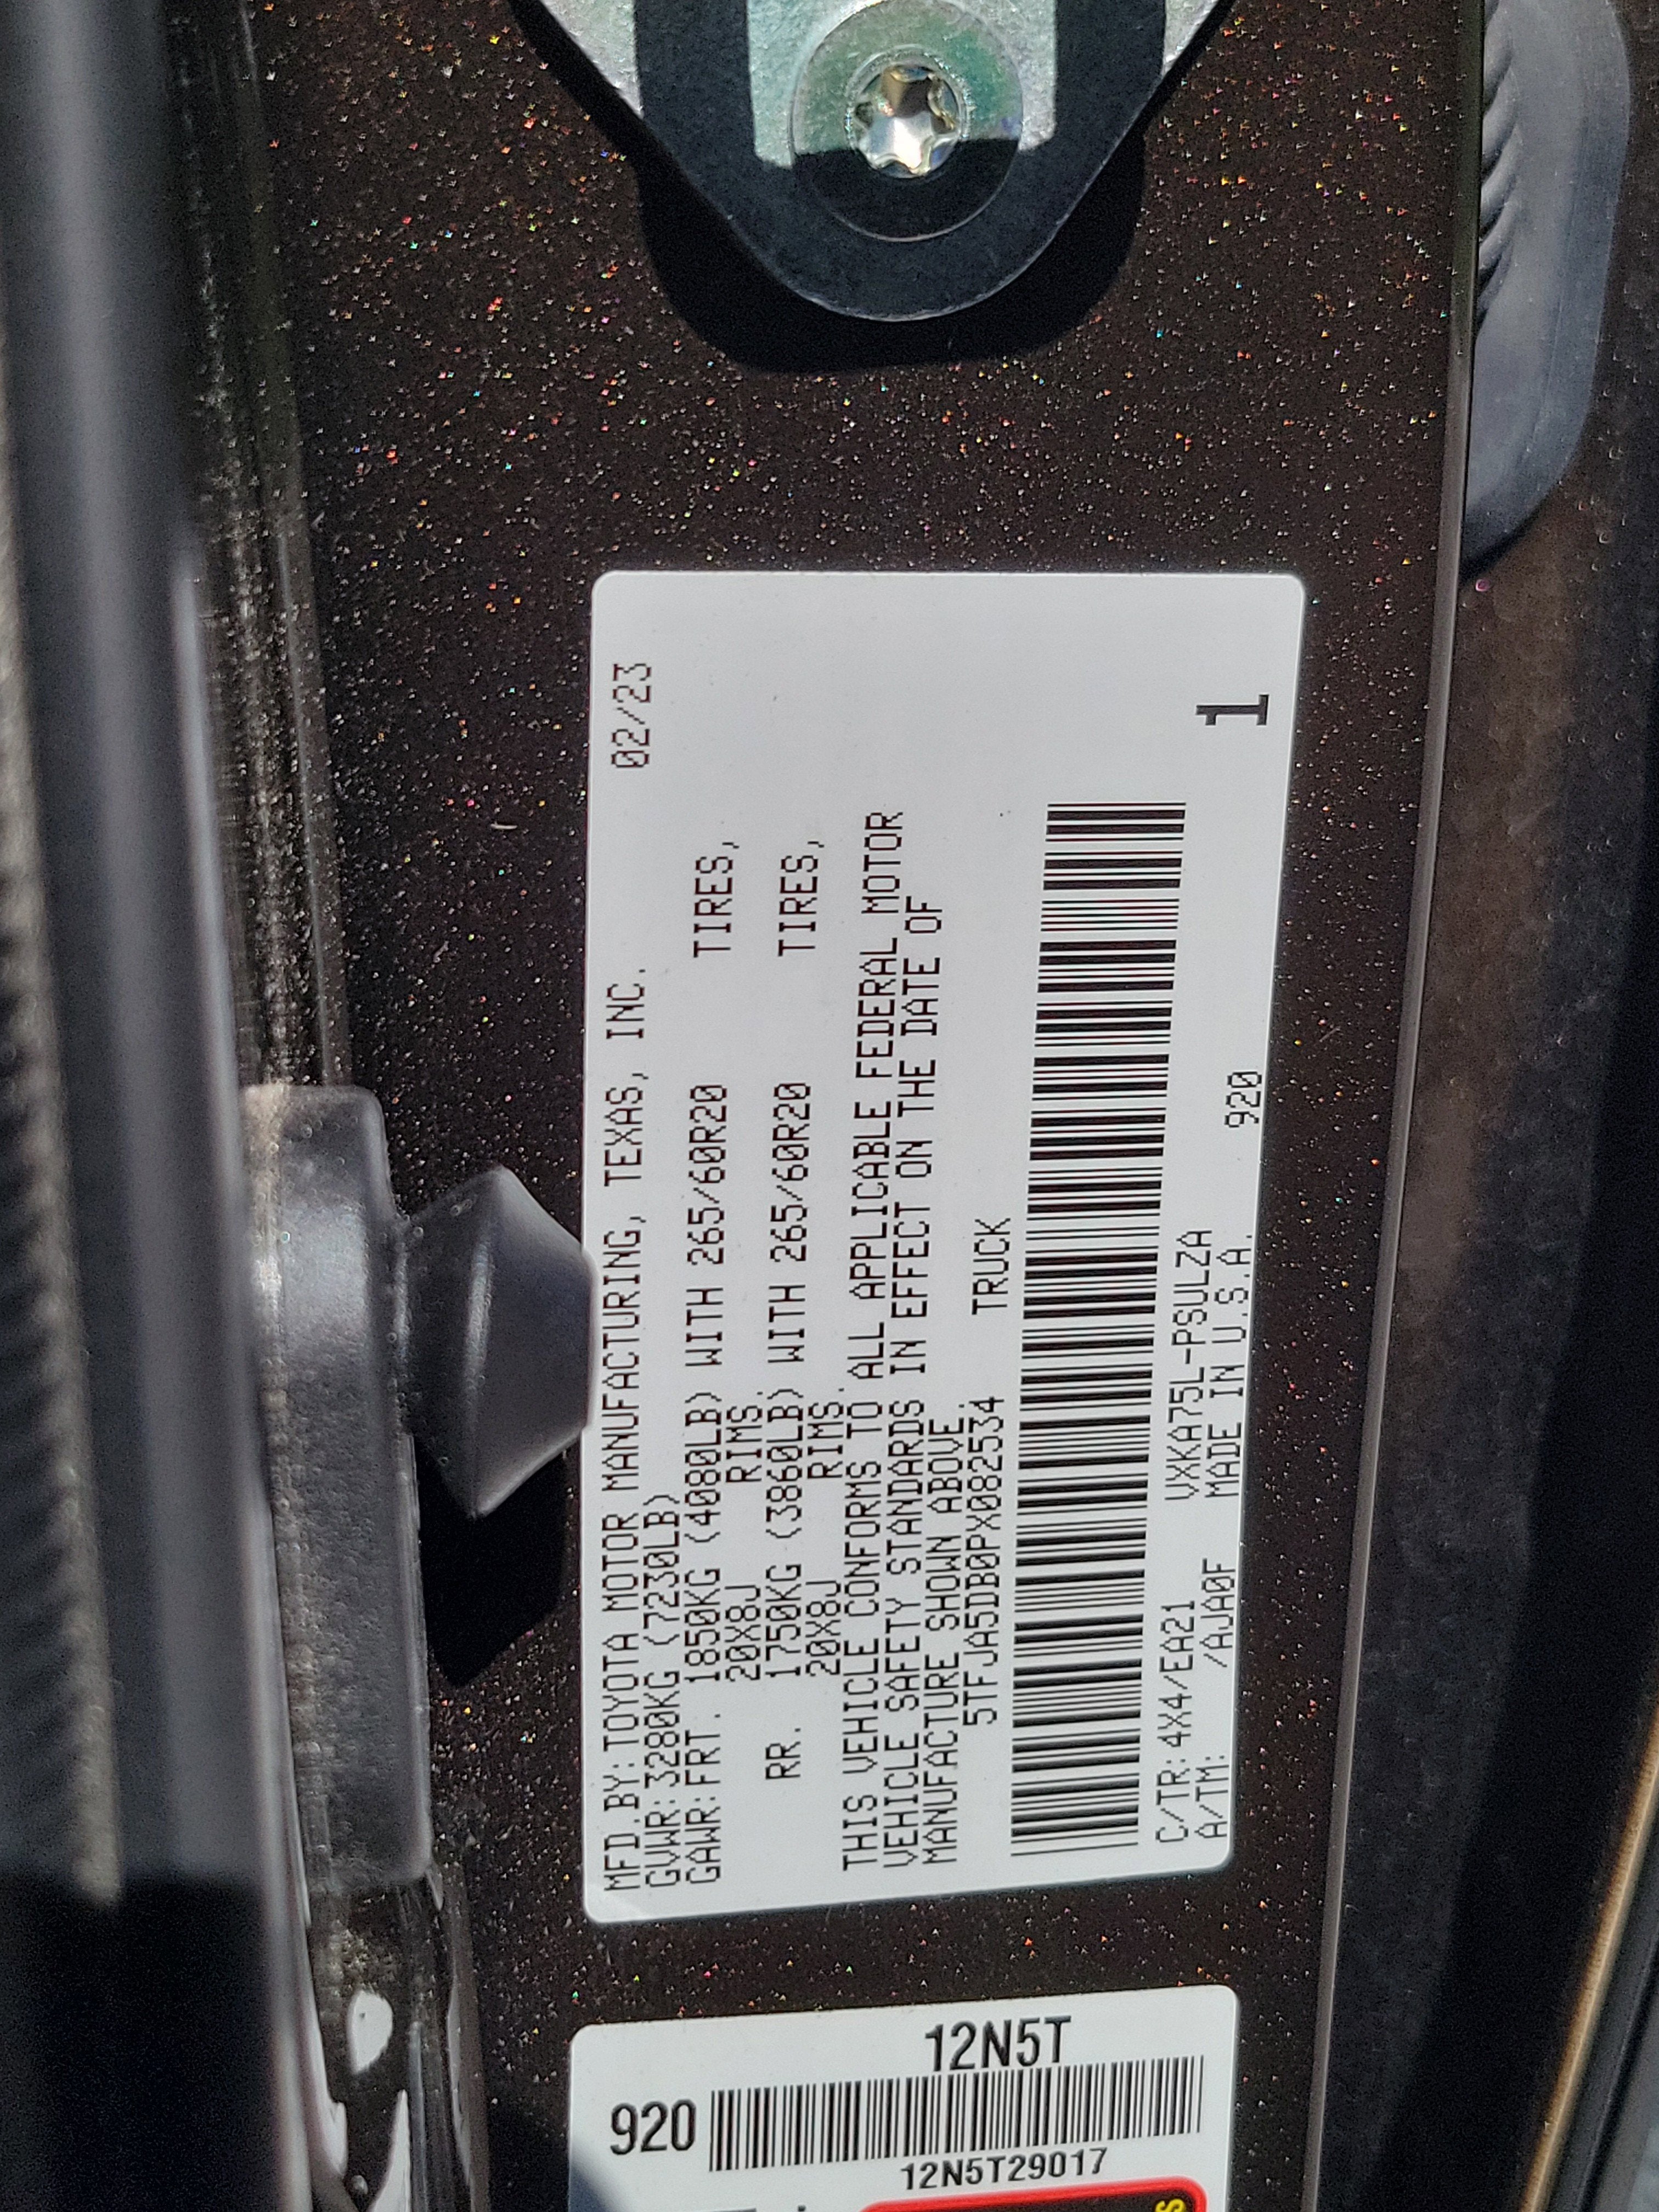 MFD.BY:TOYOTA MOTOR MANUFACTURING, TEXAS, INC. 02/23
GVWR:3280KG (7230LB)
GAWR:FRT. 1850KG (4080LB) WITH 265/60R20 TIRES,
20X8J RIMS.
RR. 1750KG (3860LB) WITH 265/60R20 TIRES,
20X8J RIMS.
THIS VEHICLE CONFORMS TO ALL APPLICABLE FEDERAL MOTOR
VEHICLE SAFETY STANDARDS IN EFFECT ON THE DATE OF
MANUFACTURE SHOWN ABOVE.
5TFJA5DB0PX082534 TRUCK
C/TR:4X4/EA21 VXKA75L-PSULZA
A/TM: /AJA0F MADE IN U.S.A. 920 1
12N5T
920
12N5T29017